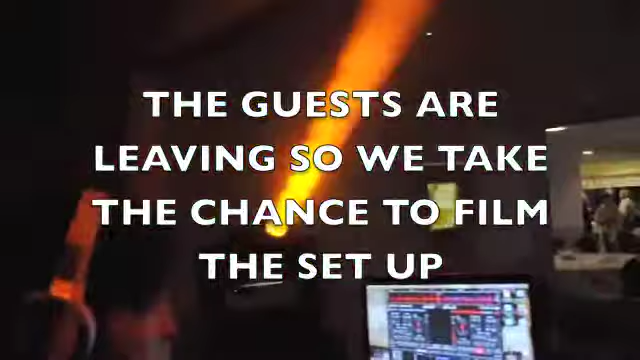 THE GUESTS ARE
LEAVING SO WE TAKE
THE CHANCE TO FILM
THE SET UP